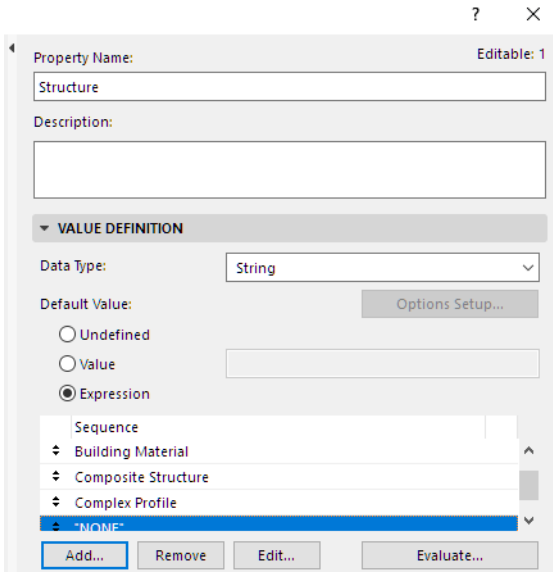 ?
Property Name:
Editable: 1
Structure
Description:
VALUE DEFINITION
Data Type:
String
Default Value:
Options Setup...
Undefined
Value
Expression
Sequence
Building Material
Composite Structure
Complex Profile
"NONE"
Add...
Remove
Edit...
Evaluate...